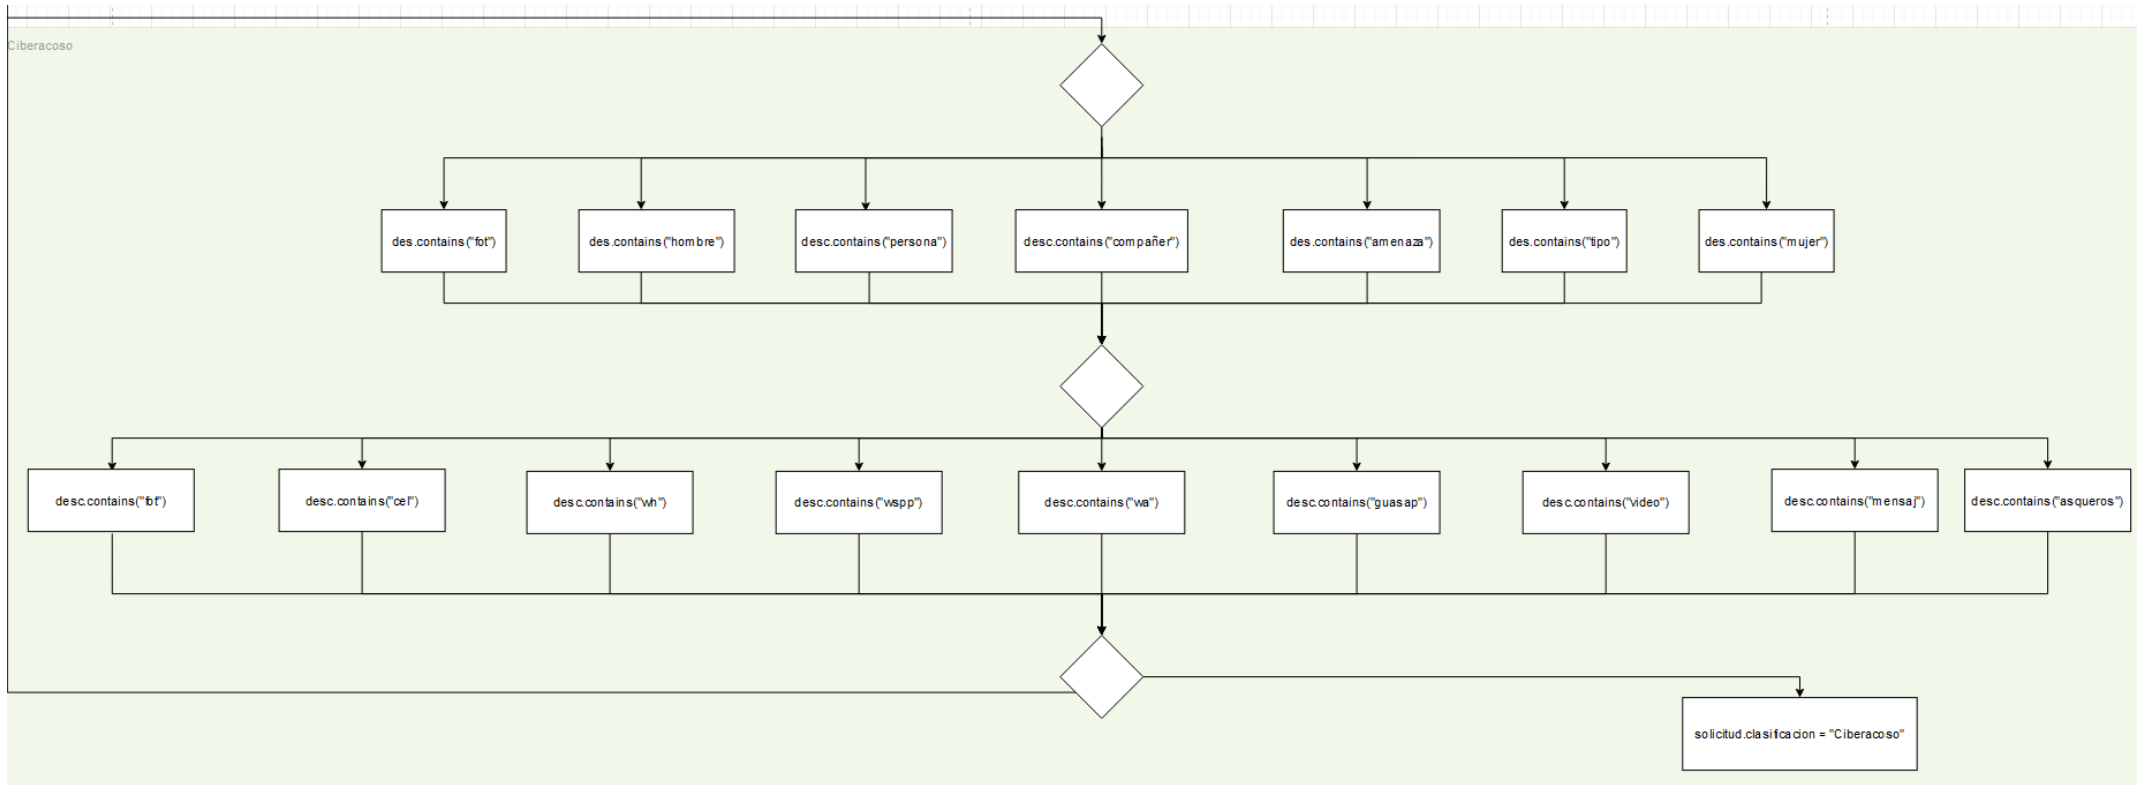 Ciberacoso
des.contains("fot")
des.contains("hombre")
desc.contains("persona")
desc.contains("compañer")
des.contains("amenaza")
des.contains("tipo")
des.contains("mujer")
desc.contains("fot")
desc.contains("cel")
desc.contains("wh")
desc.contains("wspp")
desc.contains("wa")
desc.contains("guasap")
desc.contains("video")
desc.contains("mensaj")
desc.contains("asqueros")
solicitud.clasificacion = "Ciberacoso"